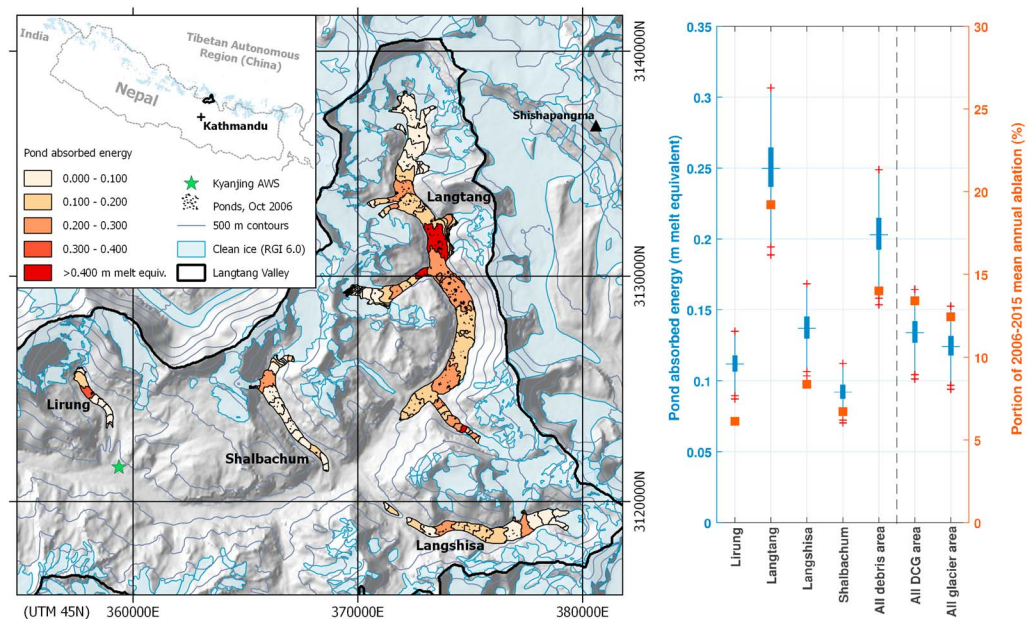 India
Tibetan Autonomous
Region (China)
Nepal
Kathmandu
Pond absorbed energy
0.000 - 0.100
0.100 - 0.200
0.200 - 0.300
0.300 - 0.400
>0.400 m melt equiv.
Kyanjing AWS
Ponds, Oct 2006
500 m contours
Clean ice (RGI 6.0)
Langtang Valley
Shishapangma
Langtang
Lirung
Shalbachum
Langshisa
3140000N
3130000N
3120000N
(UTM 45N)
360000E
370000E
380000E
Pond absorbed energy (m melt equivalent)
0.35
0.3
0.25
0.2
0.15
0.1
0.05
0
Lirung
Langtang
Langshisa
Shalbachum
All debris area
All DCG area
All glacier area
30
25
20
15
10
5
0
Portion of 2006-2015 mean annual ablation (%)